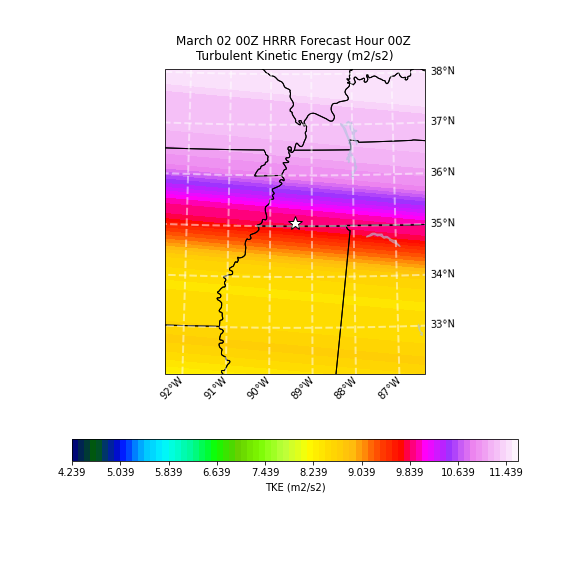 March 02 00Z HRRR Forecast Hour 00Z
Turbulent Kinetic Energy (m2/s2)
38°N
37°N
36°N
35°N
34°N
33°N
92°W 91°W 90°W 89°W 88°W 87°W
4.239 5.039 5.839 6.639 7.439 8.239 9.039 9.839 10.639 11.439
TKE (m2/s2)